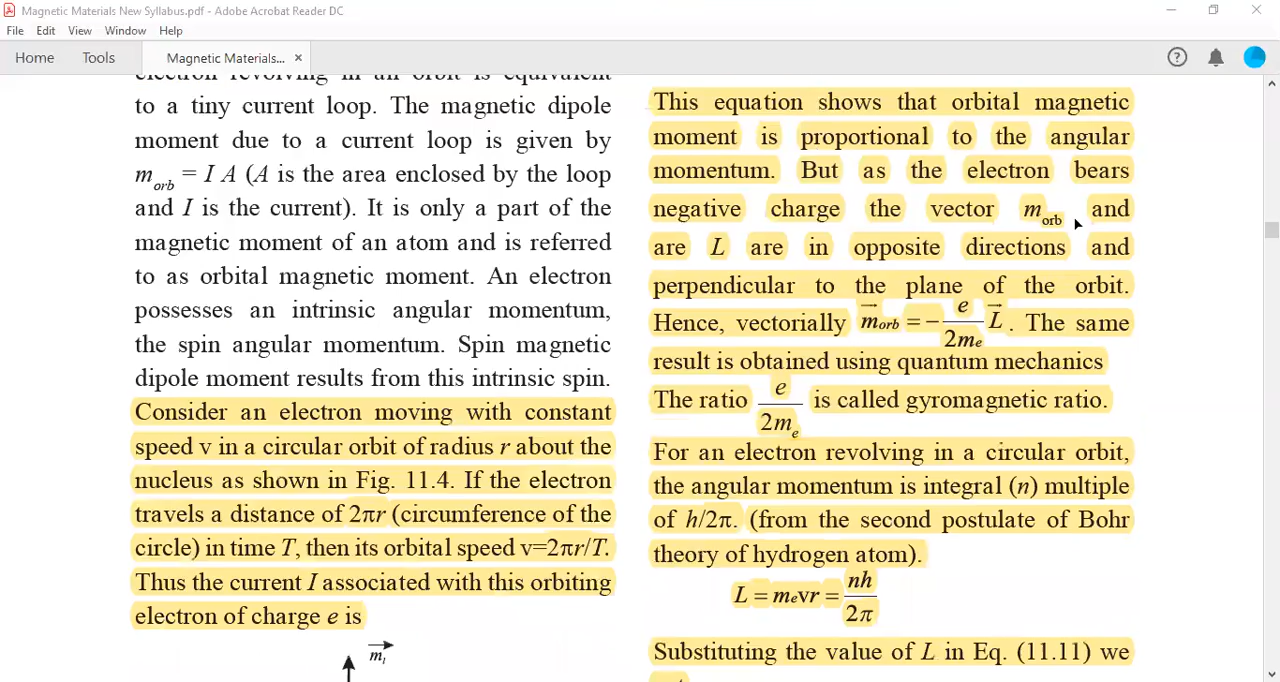 Magnetic Materials New Syllabus.pdf - Adobe Acrobat Reader DC
File Edit View Window Help
Home Tools Magnetic Materials... ×
electron revolving in an orbit is equivalent
to a tiny current loop. The magnetic dipole
moment due to a current loop is given by
m_orb = I A (A is the area enclosed by the loop
and I is the current). It is only a part of the
magnetic moment of an atom and is referred
to as orbital magnetic moment. An electron
possesses an intrinsic angular momentum,
the spin angular momentum. Spin magnetic
dipole moment results from this intrinsic spin.
Consider an electron moving with constant
speed v in a circular orbit of radius r about the
nucleus as shown in Fig. 11.4. If the electron
travels a distance of 2πr (circumference of the
circle) in time T, then its orbital speed v=2πr/T.
Thus the current I associated with this orbiting
electron of charge e is
m_l
This equation shows that orbital magnetic
moment is proportional to the angular
momentum. But as the electron bears
negative charge the vector m_orb and
are L are in opposite directions and
perpendicular to the plane of the orbit.
Hence, vectorially m⃗_orb = − e/2m_e L⃗ . The same
result is obtained using quantum mechanics
The ratio e/2m_e is called gyromagnetic ratio.
For an electron revolving in a circular orbit,
the angular momentum is integral (n) multiple
of h/2π. (from the second postulate of Bohr
theory of hydrogen atom).
L = m_e vr = nh/2π
Substituting the value of L in Eq. (11.11) we